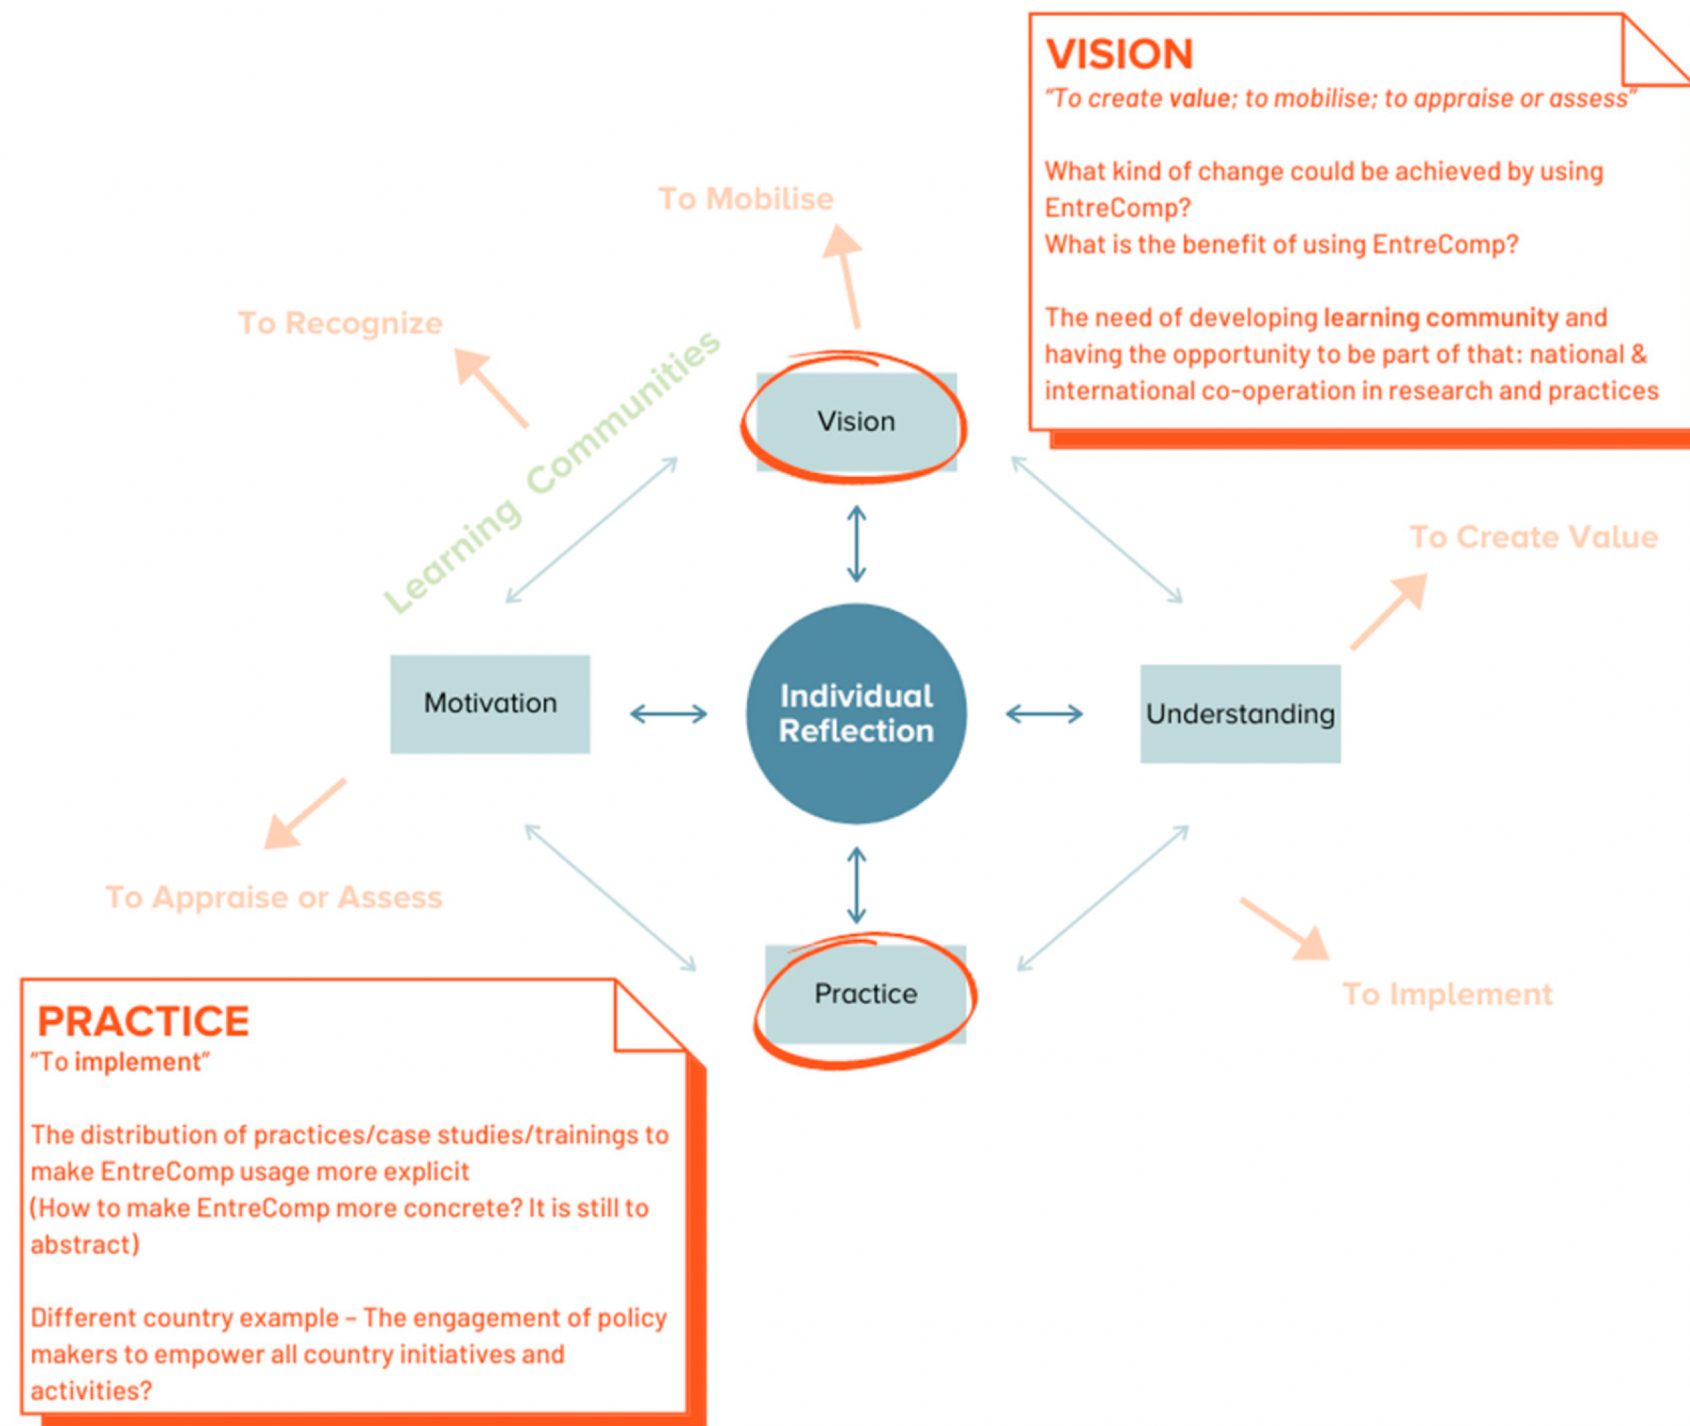 VISION
"To create value; to mobilise; to appraise or assess"
What kind of change could be achieved by using
EntreComp?
What is the benefit of using EntreComp?
The need of developing learning community and
having the opportunity to be part of that: national &
international co-operation in research and practices
To Mobilise
To Recognize
Learning Communities
Vision
To Create Value
Motivation
Individual
Reflection
Understanding
To Appraise or Assess
Practice
To Implement
PRACTICE
"To implement"
The distribution of practices/case studies/trainings to
make EntreComp usage more explicit
(How to make EntreComp more concrete? It is still to
abstract)
Different country example – The engagement of policy
makers to empower all country initiatives and
activities?